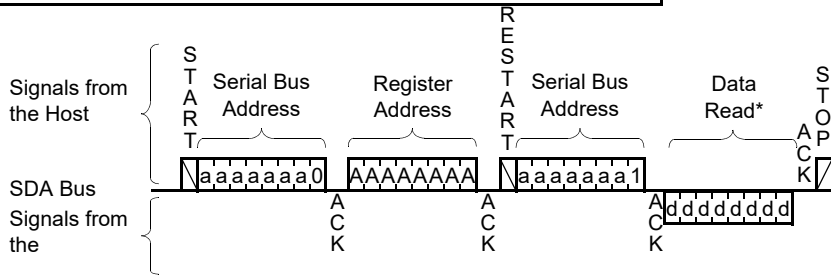 RESTART
START
Signals from
the Host
Serial Bus
Address
Register
Address
Serial Bus
Address
Data
Read*
ACK
STOP
aaaaaaa0
AAAAAAAA
aaaaaaa1
SDA Bus
dddddddd
Signals from
the
ACK
ACK
ACK